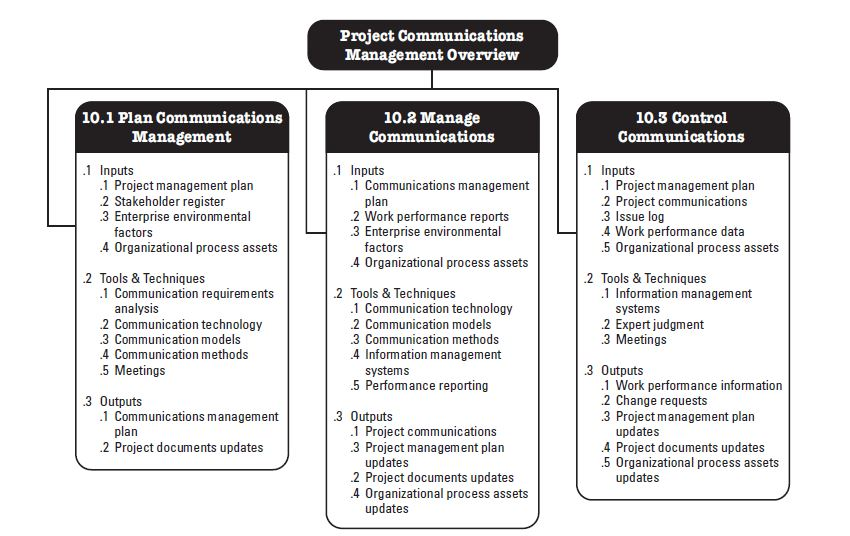 Project Communications
Management Overview
10.1 Plan Communications
Management
.1 Inputs
.1 Project management plan
.2 Stakeholder register
.3 Enterprise environmental
factors
.4 Organizational process assets
.2 Tools & Techniques
.1 Communication requirements
analysis
.2 Communication technology
.3 Communication models
.4 Communication methods
.5 Meetings
.3 Outputs
.1 Communications management
plan
.2 Project documents updates
10.2 Manage
Communications
.1 Inputs
.1 Communications management
plan
.2 Work performance reports
.3 Enterprise environmental
factors
.4 Organizational process assets
.2 Tools & Techniques
.1 Communication technology
.2 Communication models
.3 Communication methods
.4 Information management
systems
.5 Performance reporting
.3 Outputs
.1 Project communications
.3 Project management plan
updates
.2 Project documents updates
.4 Organizational process assets
updates
10.3 Control
Communications
.1 Inputs
.1 Project management plan
.2 Project communications
.3 Issue log
.4 Work performance data
.5 Organizational process assets
.2 Tools & Techniques
.1 Information management
systems
.2 Expert judgment
.3 Meetings
.3 Outputs
.1 Work performance information
.2 Change requests
.3 Project management plan
updates
.4 Project documents updates
.5 Organizational process assets
updates